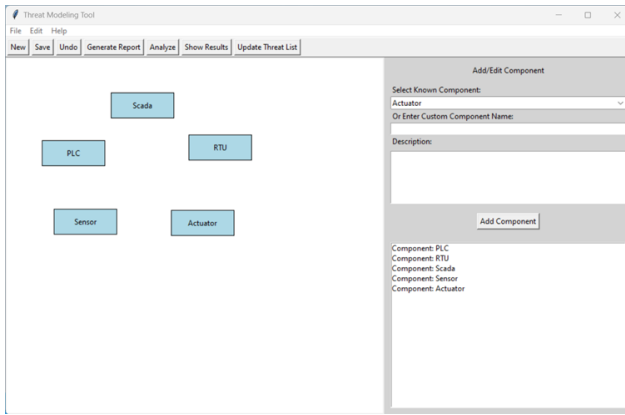 Threat Modeling Tool
File Edit Help
New Save Undo Generate Report Analyze Show Results Update Threat List
Scada
PLC
RTU
Sensor
Actuator
Add/Edit Component
Select Known Component:
Actuator
Or Enter Custom Component Name:
Description:
Add Component
Component: PLC
Component: RTU
Component: Scada
Component: Sensor
Component: Actuator